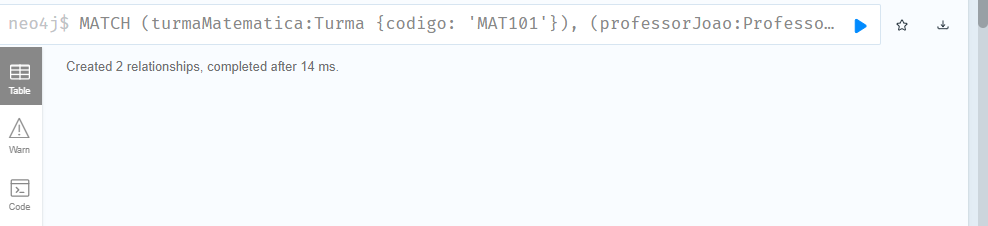 neo4j$ MATCH (turmaMatematica:Turma {codigo: 'MAT101'}), (professorJoao:Professo…
Created 2 relationships, completed after 14 ms.
Table
Warn
Code